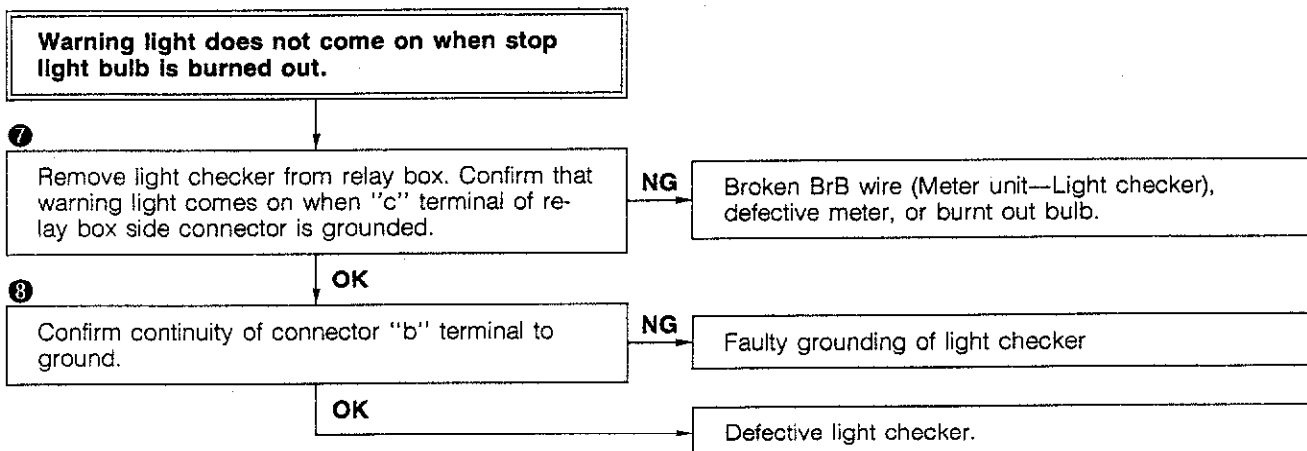 Warning light does not come on when stop
light bulb is burned out.
❼
Remove light checker from relay box. Confirm that
warning light comes on when "c" terminal of re-
lay box side connector is grounded.
NG
Broken BrB wire (Meter unit—Light checker),
defective meter, or burnt out bulb.
OK
❽
Confirm continuity of connector "b" terminal to
ground.
NG
Faulty grounding of light checker
OK
Defective light checker.